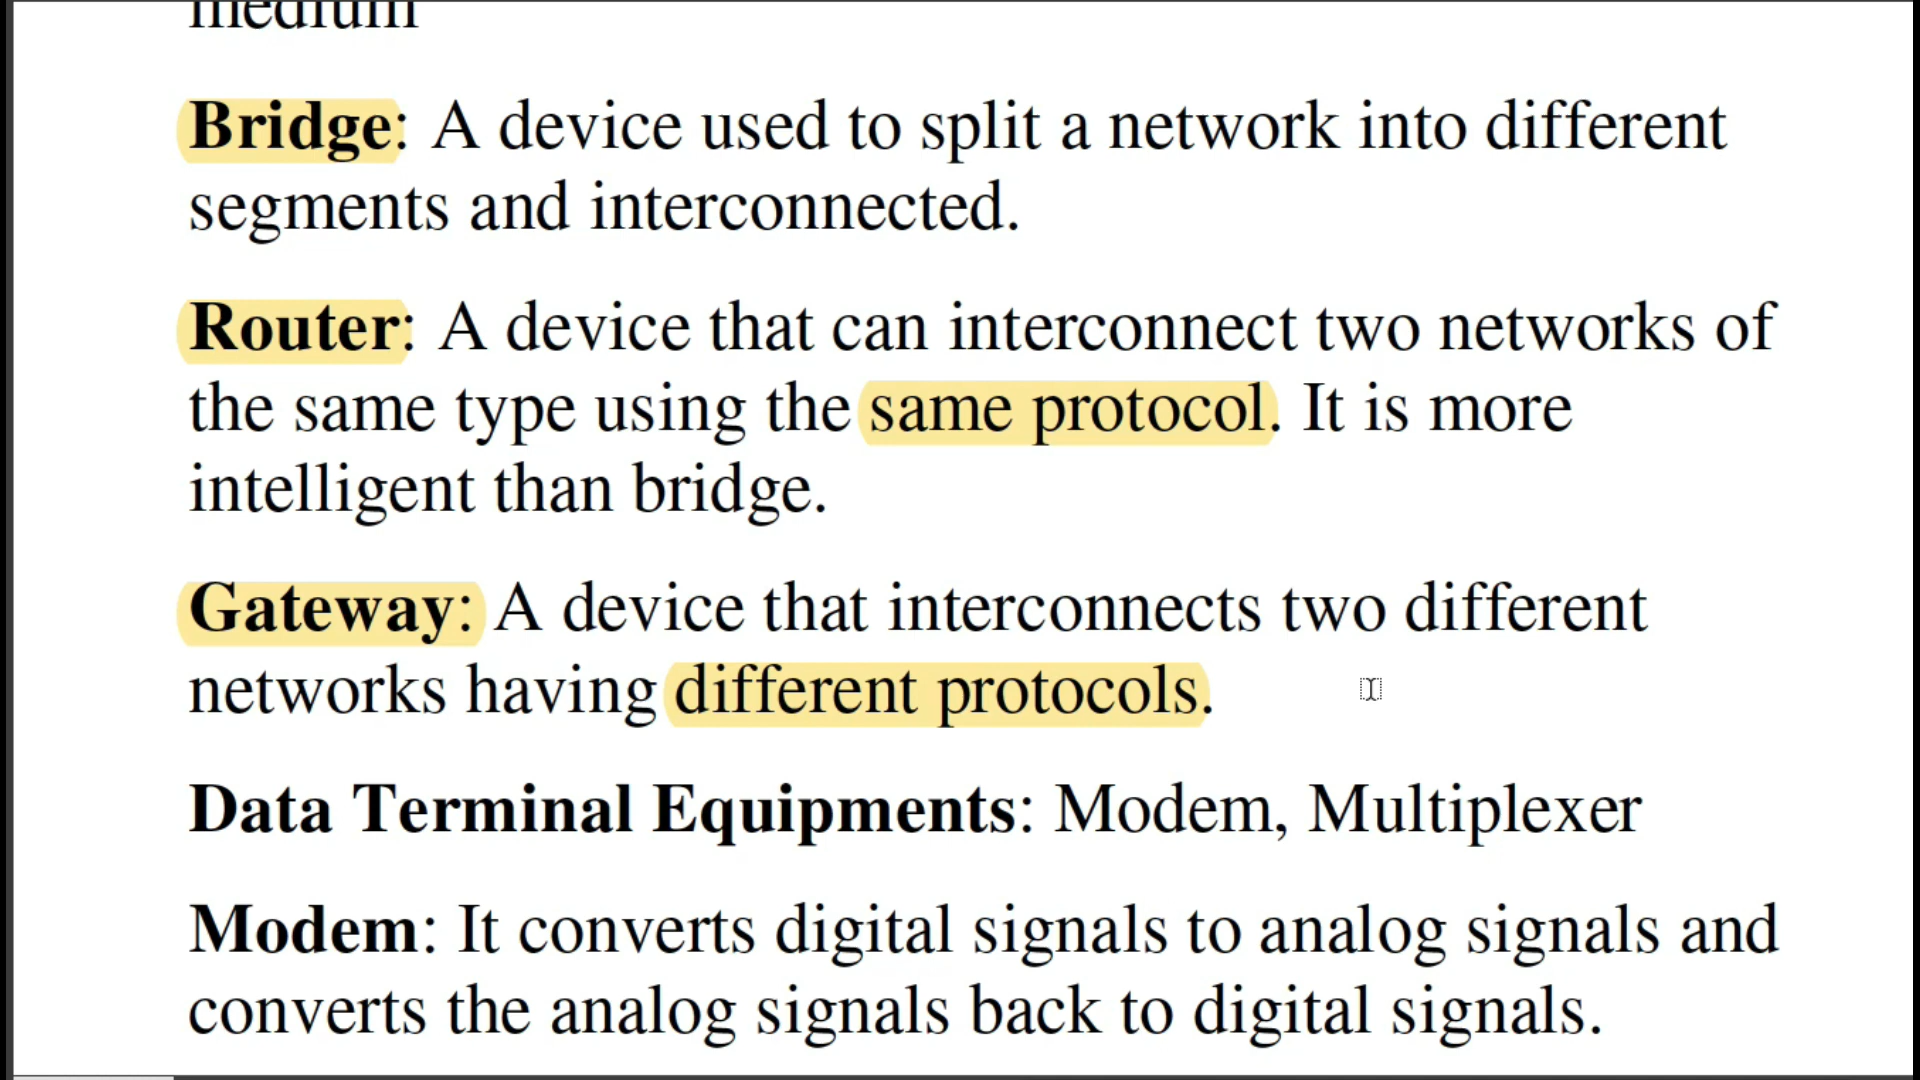 medium
Bridge: A device used to split a network into different
segments and interconnected.
Router: A device that can interconnect two networks of
the same type using the same protocol. It is more
intelligent than bridge.
Gateway: A device that interconnects two different
networks having different protocols.
Data Terminal Equipments: Modem, Multiplexer
Modem: It converts digital signals to analog signals and
converts the analog signals back to digital signals.